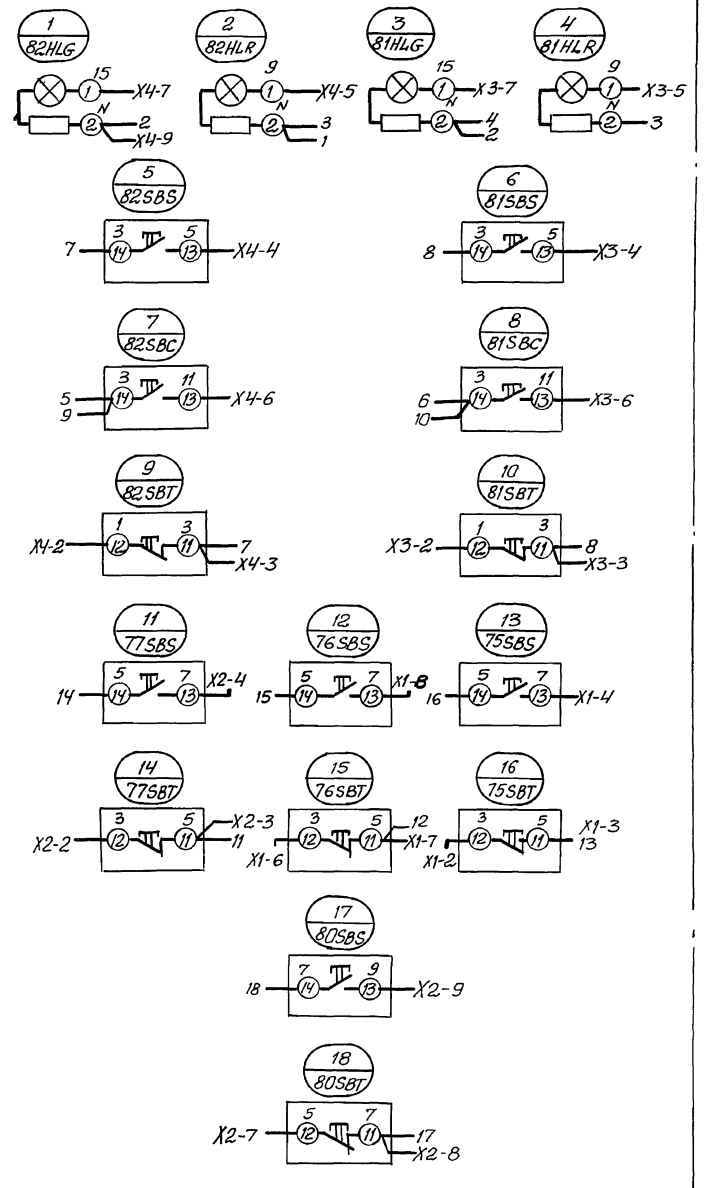 1 2 3 4
82HLG 82HLR 81HLG 81HLR
15 9 15 9
1 X4-7 1 X4-5 1 X3-7 1 X3-5
N N N N
2 2 2 3 2 4 2 3
X4-9 1 2
5 6
82SBS 81SBS
3 5 3 5
7 14 13 X4-4 8 14 13 X3-4
7 8
82SBC 81SBC
3 11 3 11
5 14 13 X4-6 6 14 13 X3-6
9 10
9 10
82SBT 81SBT
1 3 1 3
X4-2 12 11 7 X3-2 12 11 8
X4-3 X3-3
11 12 13
77SBS 76SBS 75SBS
5 7 X2-4 5 7 X1-8 5 7
14 14 13 15 14 13 16 14 13 X1-4
14 15 16
77SBT 76SBT 75SBT
3 5 X2-3 3 5 12 3 5 X1-3
X2-2 12 11 11 12 11 X1-7 12 11 13
X1-6 X1-2
17
80SBS
7 9
18 14 13 X2-9
18
80SBT
5 7
X2-7 12 11 17
X2-8